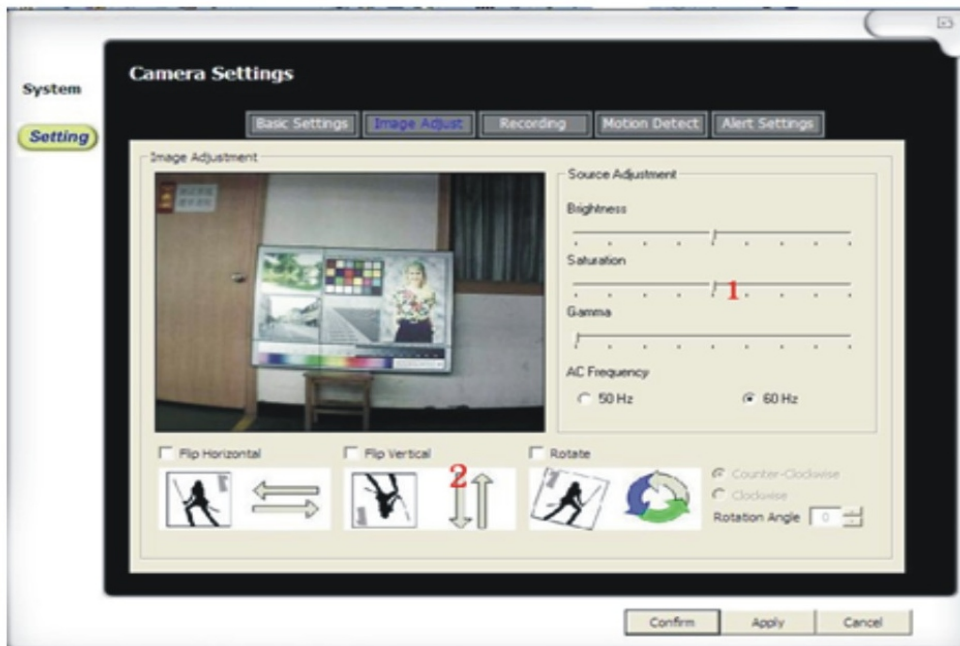 System
Setting
Camera Settings
Basic Settings Image Adjust Recording Motion Detect Alert Settings
Image Adjustment
Source Adjustment
Brightness
Saturation
1
Gamma
AC Frequency
50 Hz 60 Hz
Flip Horizontal Flip Vertical Rotate
2
Counter-Clockwise
Clockwise
Rotation Angle 0
Confirm Apply Cancel